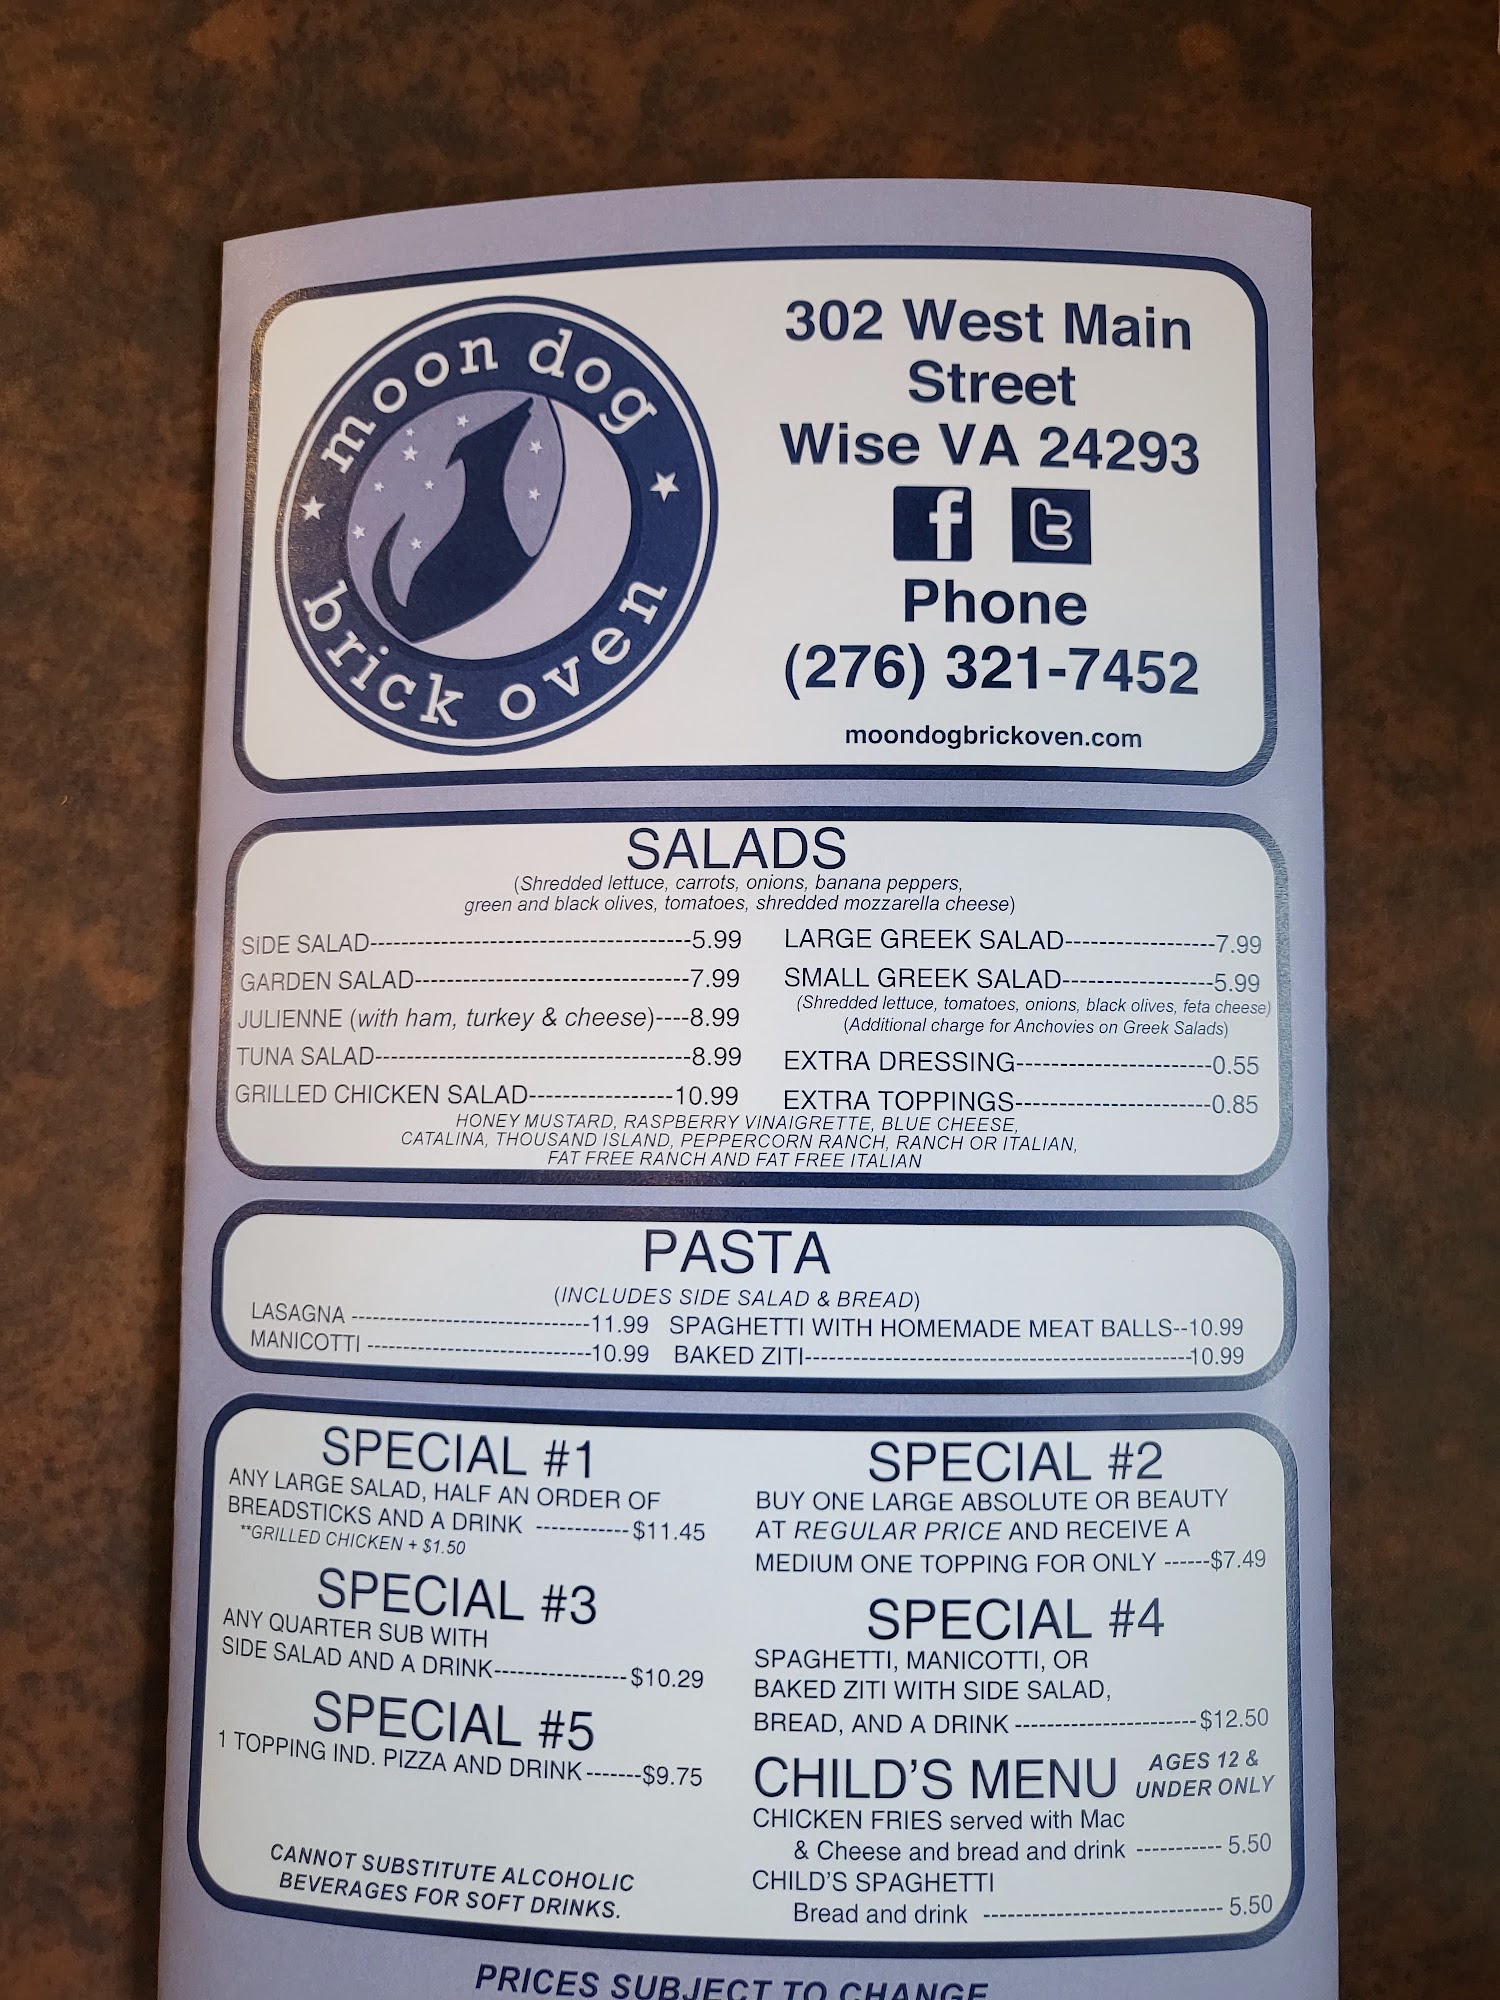 moon dog
brick oven
302 West Main
Street
Wise VA 24293
Phone
(276) 321-7452
moondogbrickoven.com
SALADS
(Shredded lettuce, carrots, onions, banana peppers,
green and black olives, tomatoes, shredded mozzarella cheese)
SIDE SALAD----------------------------------------5.99
GARDEN SALAD-----------------------------------7.99
JULIENNE (with ham, turkey & cheese)----8.99
TUNA SALAD----------------------------------------8.99
GRILLED CHICKEN SALAD------------------10.99
LARGE GREEK SALAD-------------------7.99
SMALL GREEK SALAD-------------------5.99
(Shredded lettuce, tomatoes, onions, black olives, feta cheese)
(Additional charge for Anchovies on Greek Salads)
EXTRA DRESSING-------------------------0.55
EXTRA TOPPINGS-------------------------0.85
HONEY MUSTARD, RASPBERRY VINAIGRETTE, BLUE CHEESE,
CATALINA, THOUSAND ISLAND, PEPPERCORN RANCH, RANCH OR ITALIAN,
FAT FREE RANCH AND FAT FREE ITALIAN
PASTA
(INCLUDES SIDE SALAD & BREAD)
LASAGNA ------------------------------11.99
MANICOTTI ----------------------------10.99
SPAGHETTI WITH HOMEMADE MEAT BALLS--10.99
BAKED ZITI-------------------------------------------------10.99
SPECIAL #1
ANY LARGE SALAD, HALF AN ORDER OF
BREADSTICKS AND A DRINK ------------$11.45
**GRILLED CHICKEN + $1.50
SPECIAL #3
ANY QUARTER SUB WITH
SIDE SALAD AND A DRINK-----------------$10.29
SPECIAL #5
1 TOPPING IND. PIZZA AND DRINK-------$9.75
CANNOT SUBSTITUTE ALCOHOLIC
BEVERAGES FOR SOFT DRINKS.
SPECIAL #2
BUY ONE LARGE ABSOLUTE OR BEAUTY
AT REGULAR PRICE AND RECEIVE A
MEDIUM ONE TOPPING FOR ONLY ------$7.49
SPECIAL #4
SPAGHETTI, MANICOTTI, OR
BAKED ZITI WITH SIDE SALAD,
BREAD, AND A DRINK -----------------------$12.50
CHILD'S MENU AGES 12 &
UNDER ONLY
CHICKEN FRIES served with Mac
& Cheese and bread and drink ----------- 5.50
CHILD'S SPAGHETTI
Bread and drink ------------------------------ 5.50
PRICES SUBJECT TO CHANGE